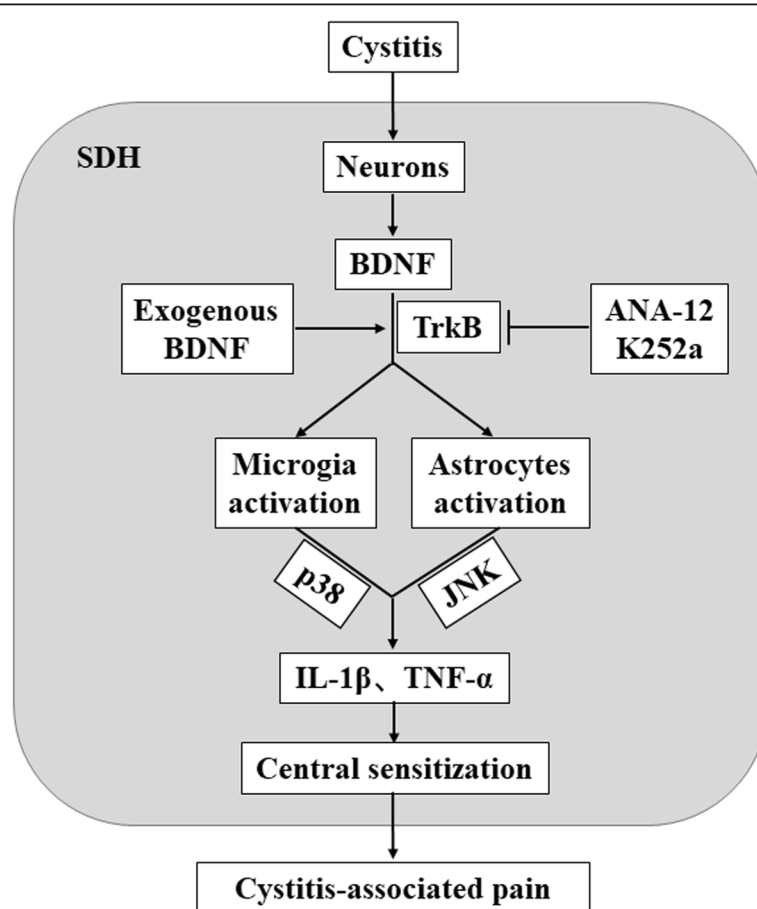 Cystitis
SDH
Neurons
BDNF
Exogenous
BDNF
TrkB
ANA-12
K252a
Microgia
activation
Astrocytes
activation
p38
JNK
IL-1β、TNF-α
Central sensitization
Cystitis-associated pain